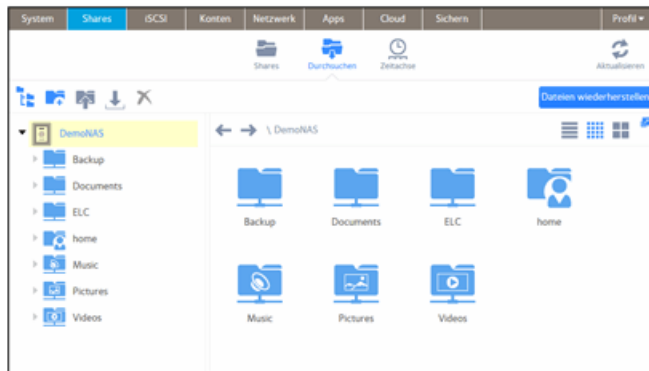 System Shares iSCSI Konten Netzwerk Apps Cloud Sichern Profil
Shares Durchsuchen Zeitachse Aktualisieren
Dateien wiederherstellen
DemoNAS
\ DemoNAS
Backup
Documents
ELC
home
Music
Pictures
Videos
Backup Documents ELC home
Music Pictures Videos